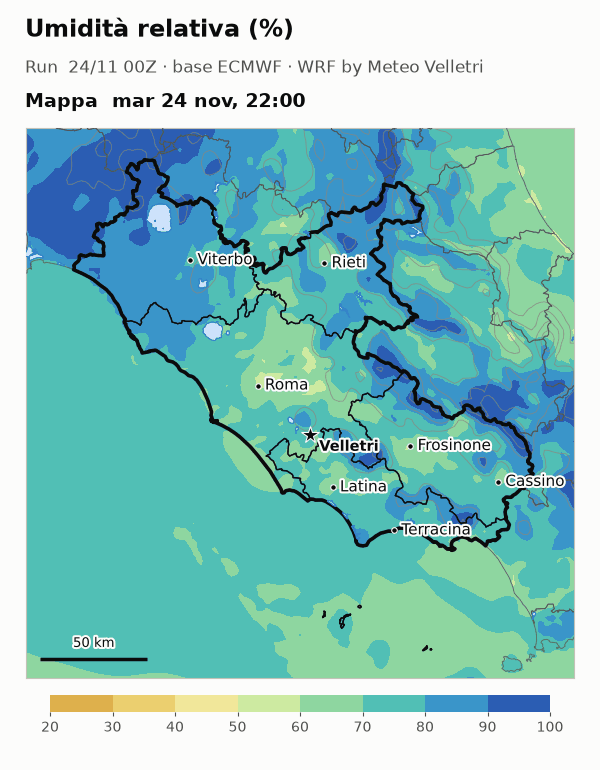 Umidità relativa (%)
Run  24/11 00Z · base ECMWF · WRF by Meteo Velletri
Mappa  mar 24 nov, 22:00
Viterbo
Rieti
Roma
Velletri
Frosinone
Cassino
Latina
Terracina
50 km
20 30 40 50 60 70 80 90 100